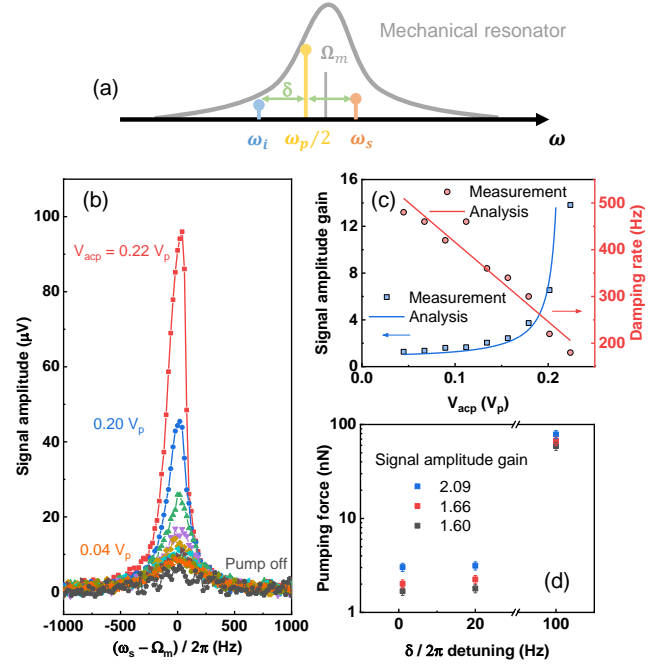 Mechanical resonator
Ω_m
(a)
δ
ω_i
ω_p/2
ω_s
ω
(b)
100
80
60
40
20
0
Signal amplitude (μV)
V_acp = 0.22 V_p
0.20 V_p
0.04 V_p
Pump off
-1000
-500
0
500
1000
(ω_s − Ω_m) / 2π (Hz)
(c)
16
12
8
4
0
Signal amplitude gain
Measurement
Analysis
Measurement
Analysis
500
400
300
200
Damping rate (Hz)
0.0
0.1
0.2
V_acp (V_p)
100
10
1
Pumping force (nN)
Signal amplitude gain
2.09
1.66
1.60
(d)
0
20
100
δ / 2π detuning (Hz)